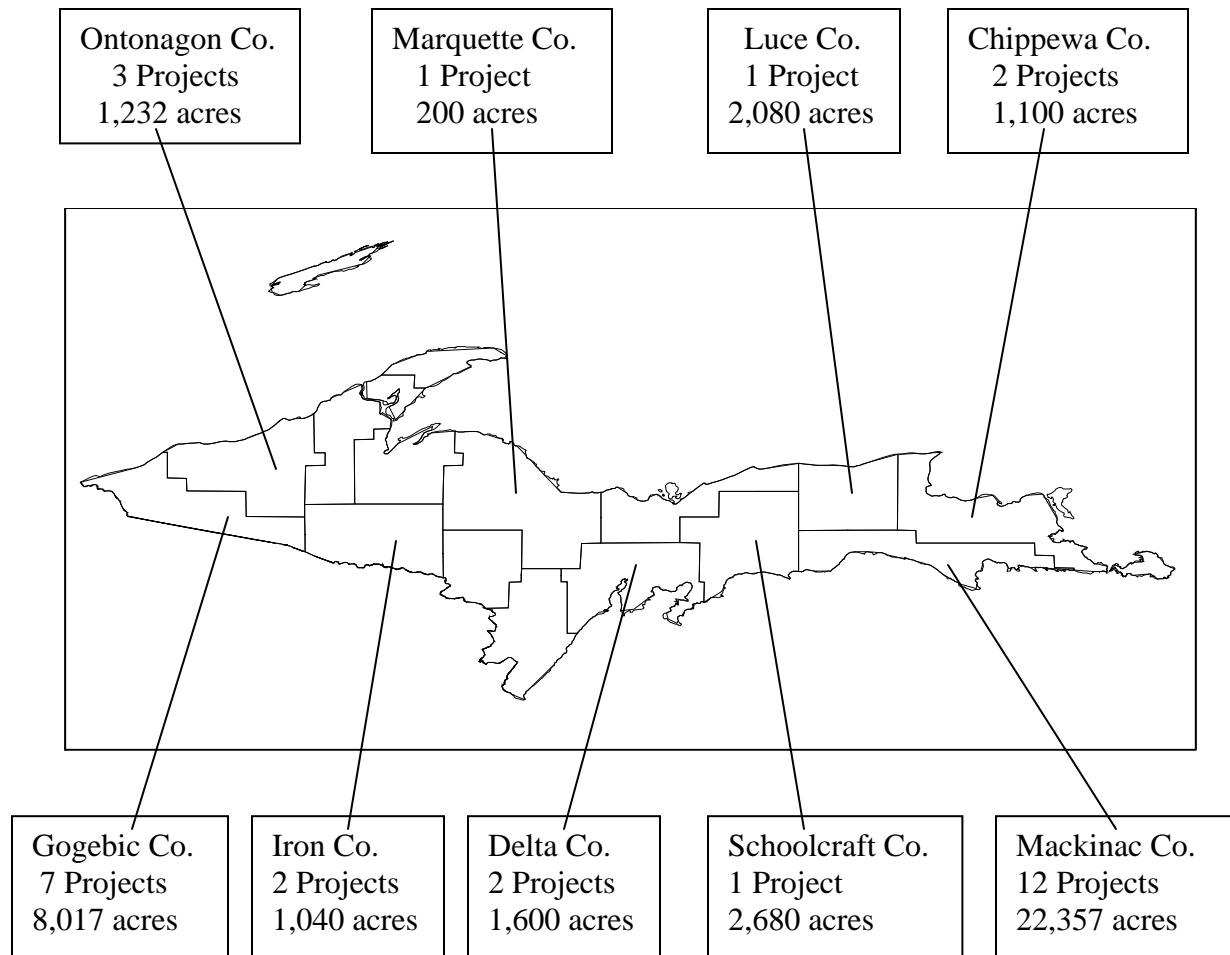 Ontonagon Co.
3 Projects
1,232 acres
Marquette Co.
1 Project
200 acres
Luce Co.
1 Project
2,080 acres
Chippewa Co.
2 Projects
1,100 acres
Gogebic Co.
7 Projects
8,017 acres
Iron Co.
2 Projects
1,040 acres
Delta Co.
2 Projects
1,600 acres
Schoolcraft Co.
1 Project
2,680 acres
Mackinac Co.
12 Projects
22,357 acres